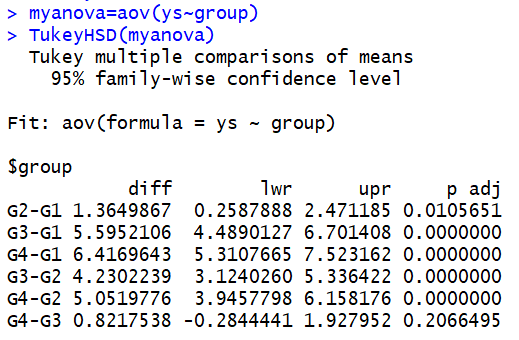 > myanova=aov(ys~group)
> TukeyHSD(myanova)
  Tukey multiple comparisons of means
    95% family-wise confidence level

Fit: aov(formula = ys ~ group)

$group
           diff        lwr      upr     p adj
G2-G1 1.3649867  0.2587888 2.471185 0.0105651
G3-G1 5.5952106  4.4890127 6.701408 0.0000000
G4-G1 6.4169643  5.3107665 7.523162 0.0000000
G3-G2 4.2302239  3.1240260 5.336422 0.0000000
G4-G2 5.0519776  3.9457798 6.158176 0.0000000
G4-G3 0.8217538 -0.2844441 1.927952 0.2066495